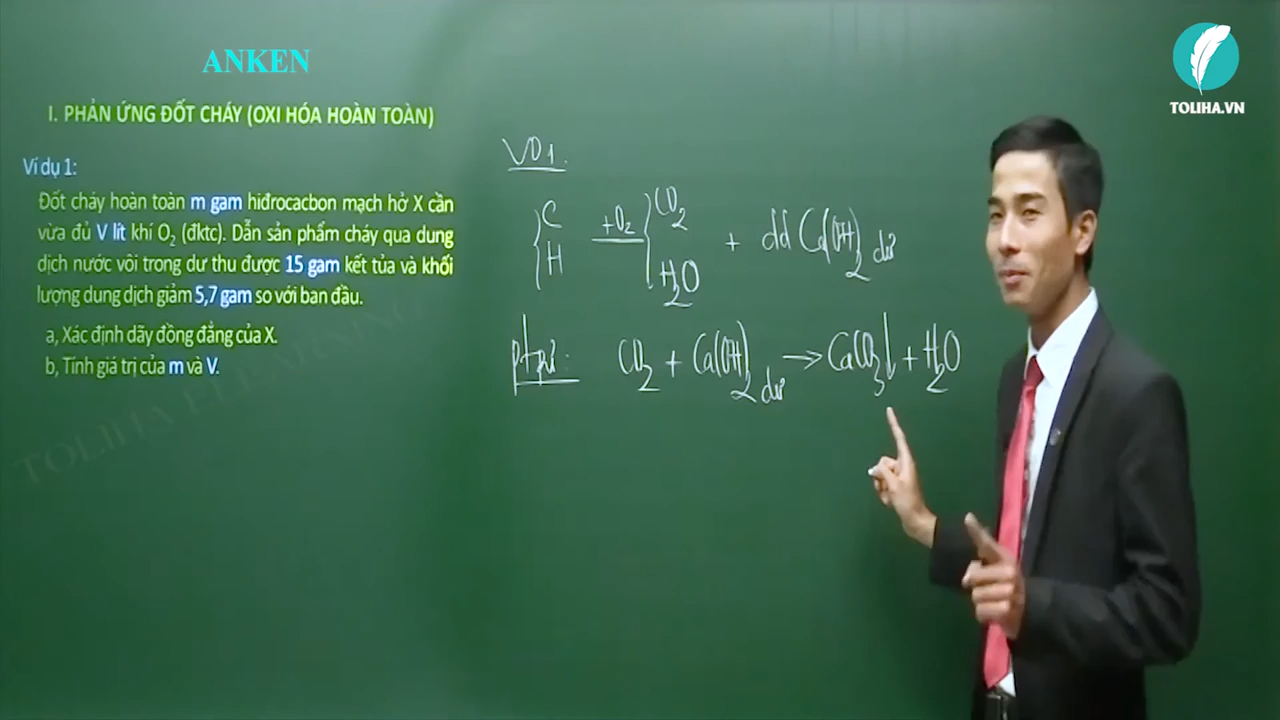 ANKEN
I. PHẢN ỨNG ĐỐT CHÁY (OXI HÓA HOÀN TOÀN)
Ví dụ 1:
Đốt cháy hoàn toàn m gam hiđrocacbon mạch hở X cần
vừa đủ V lít khí O₂ (đktc). Dẫn sản phẩm cháy qua dung
dịch nước vôi trong dư thu được 15 gam kết tủa và khối
lượng dung dịch giảm 5,7 gam so với ban đầu.
a, Xác định dãy đồng đẳng của X.
b, Tính giá trị của m và V.
VD1.
{C H +O₂ {CO₂ H₂O + dd Ca(OH)₂ dư
ptpư: CO₂ + Ca(OH)₂ dư → CaCO₃↓ + H₂O
TOLIHA.VN
TOLIHA ELEARNING